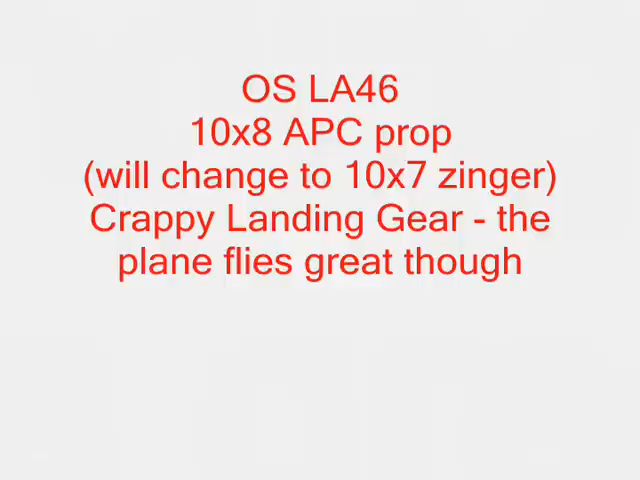 OS LA46
10x8 APC prop
(will change to 10x7 zinger)
Crappy Landing Gear - the
plane flies great though